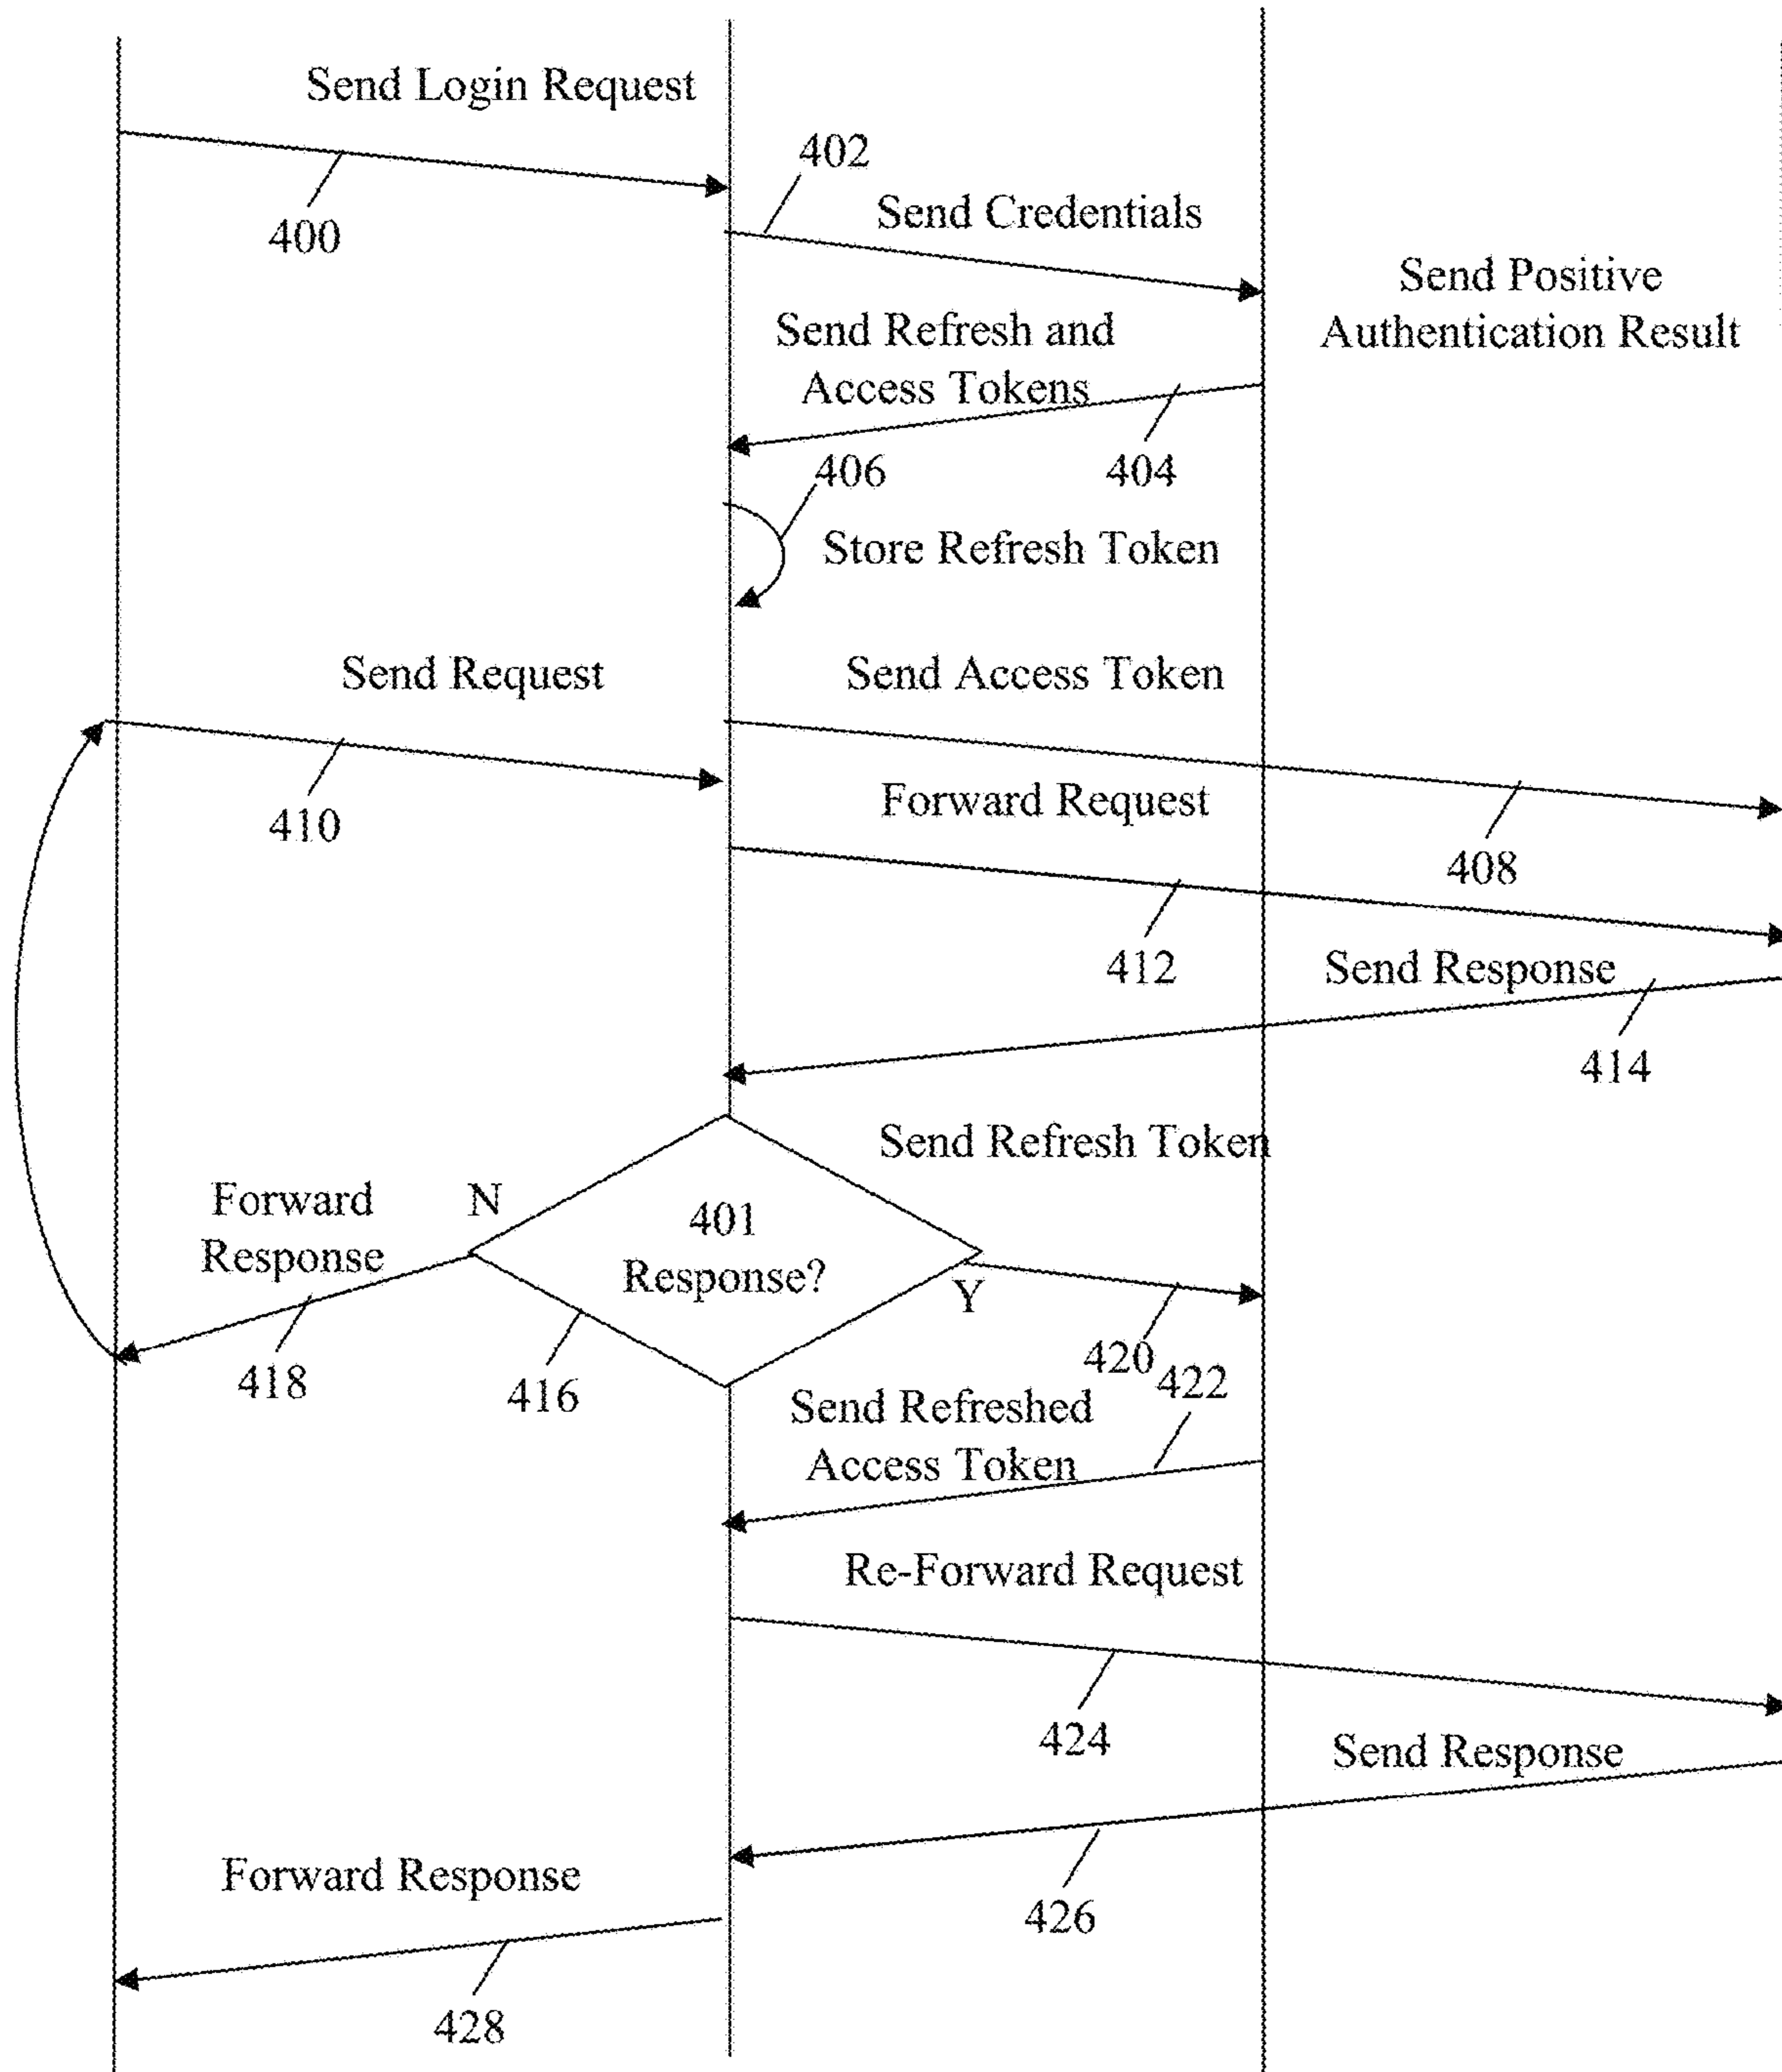 Send Login Request
400
402
Send Credentials
Send Positive
Authentication Result
Send Refresh and
Access Tokens
404
406
Store Refresh Token
Send Request
Send Access Token
410
408
Forward Request
412
Send Response
414
Send Refresh Token
Forward
Response
N
401
Response?
Y
418
416
420
422
Send Refreshed
Access Token
Re-Forward Request
424
Send Response
426
Forward Response
428